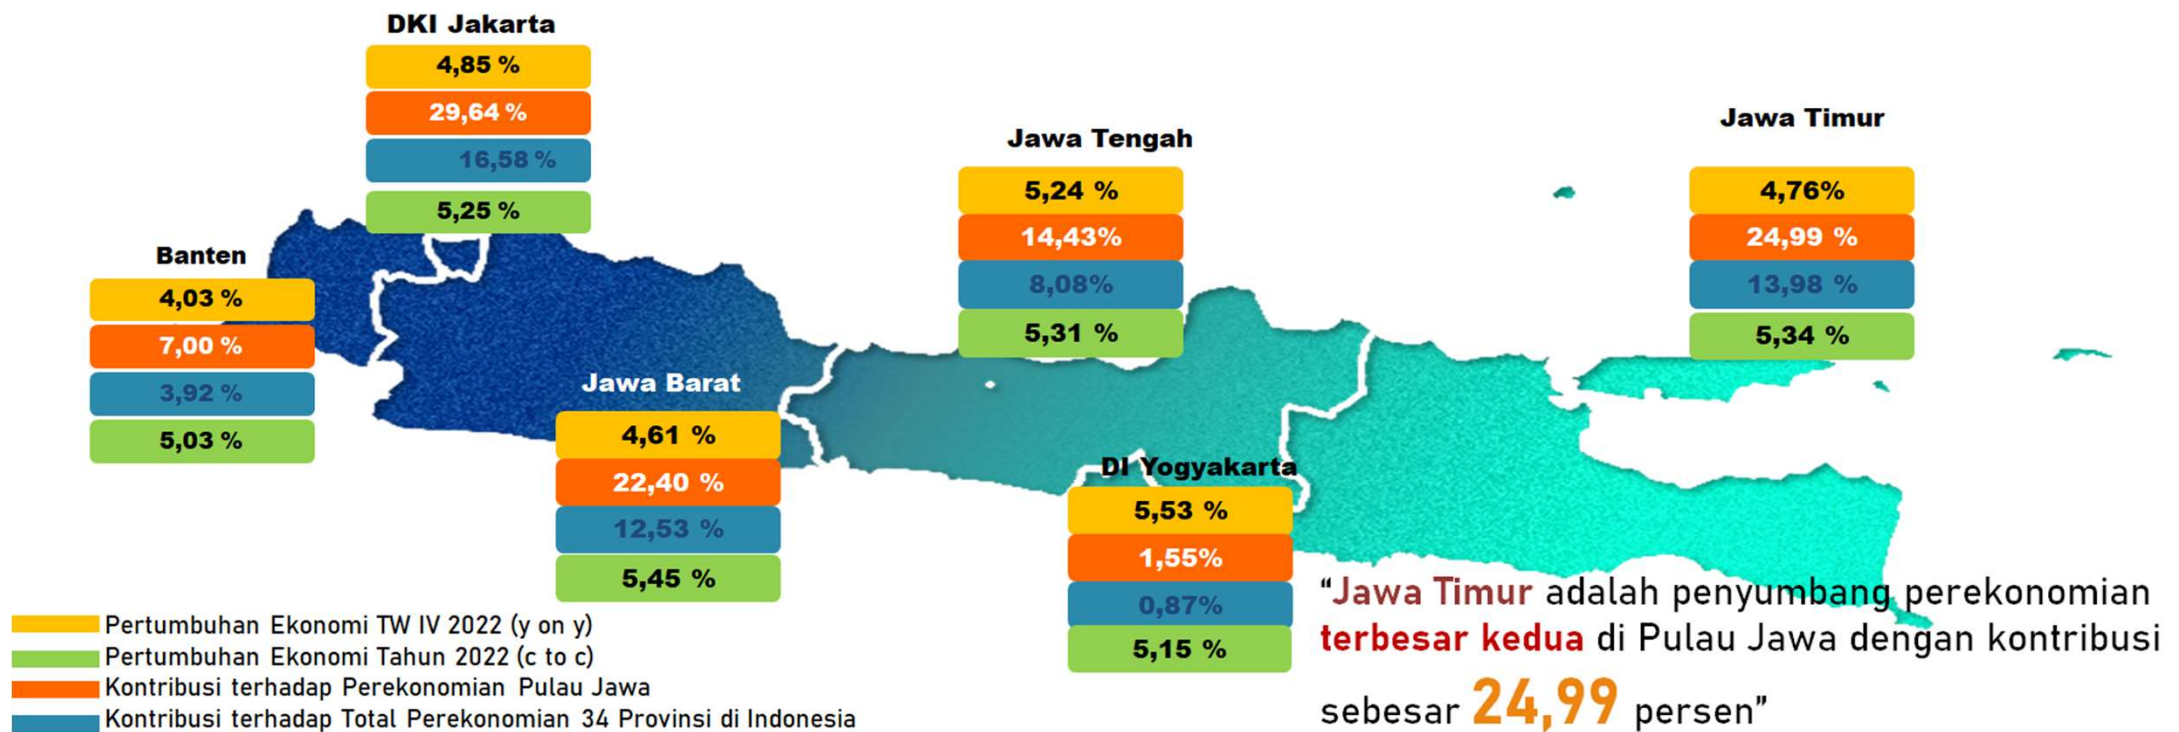 DKI Jakarta
4,85 %
29,64 %
16,58 %
5,25 %
Banten
4,03 %
7,00 %
3,92 %
5,03 %
Jawa Barat
4,61 %
22,40 %
12,53 %
5,45 %
Jawa Tengah
5,24 %
14,43%
8,08%
5,31 %
DI Yogyakarta
5,53 %
1,55%
0,87%
5,15 %
Jawa Timur
4,76%
24,99 %
13,98 %
5,34 %
Pertumbuhan Ekonomi TW IV 2022 (y on y)
Pertumbuhan Ekonomi Tahun 2022 (c to c)
Kontribusi terhadap Perekonomian Pulau Jawa
Kontribusi terhadap Total Perekonomian 34 Provinsi di Indonesia
“Jawa Timur adalah penyumbang perekonomian
terbesar kedua di Pulau Jawa dengan kontribusi
sebesar 24,99 persen”